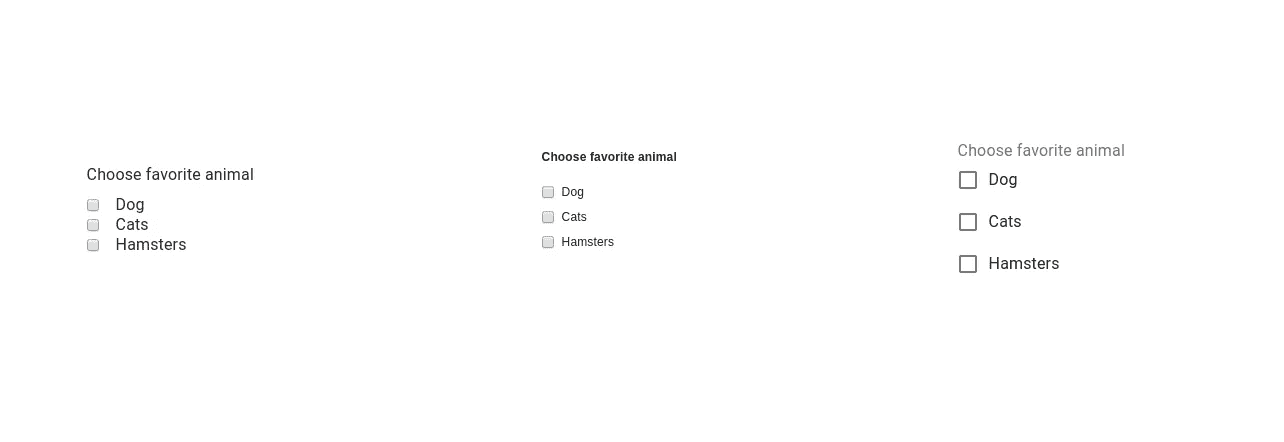 Choose favorite animal
Dog
Cats
Hamsters
Choose favorite animal
Dog
Cats
Hamsters
Choose favorite animal
Dog
Cats
Hamsters